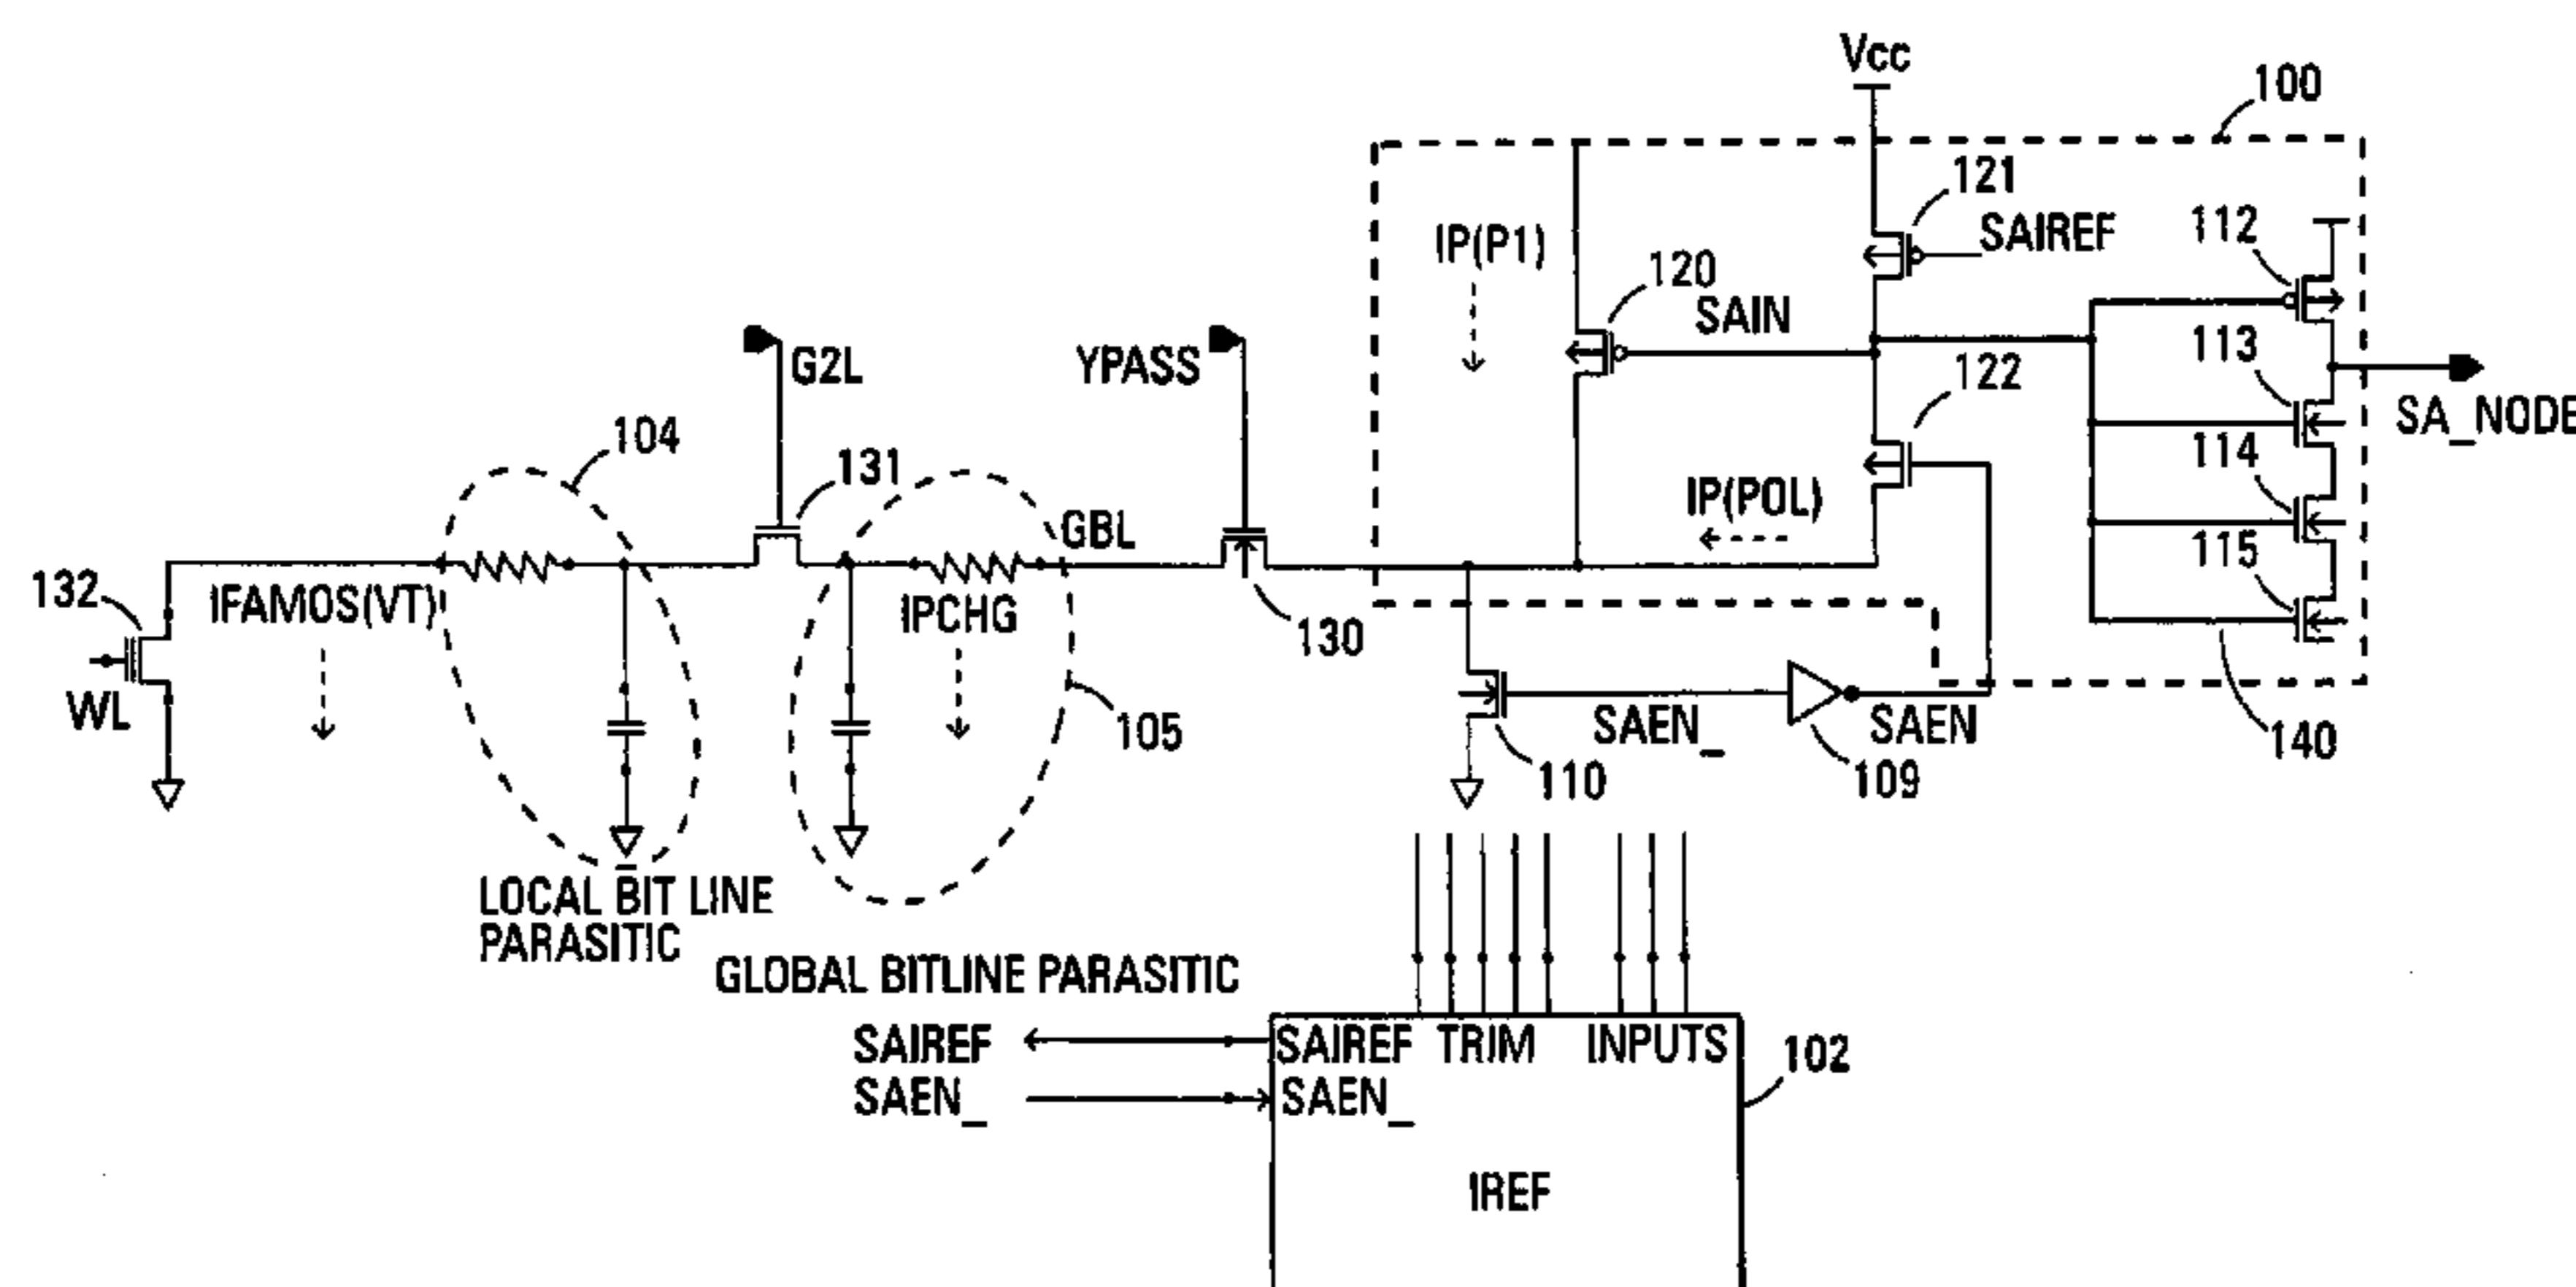 Vcc
100
121
SAIREF
112
IP(P1)
120
SAIN
113
G2L
YPASS
122
SA_NODE
104
131
114
GBL
IP(POL)
115
132
IFAMOS(VT)
IPCHG
130
WL
105
SAEN_
SAEN
140
110
109
LOCAL BIT LINE
PARASITIC
GLOBAL BITLINE PARASITIC
SAIREF
SAIREF TRIM INPUTS
102
SAEN_
SAEN_
IREF